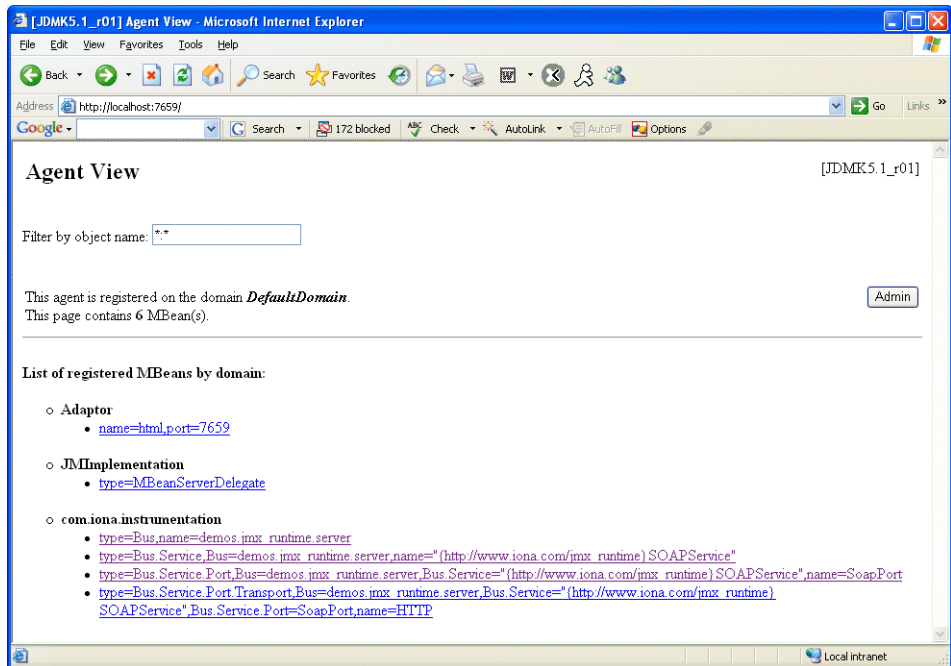 [JDMK5.1_r01] Agent View - Microsoft Internet Explorer
File Edit View Favorites Tools Help
Back Search Favorites
Address http://localhost:7659/ Go Links »
Google Search 172 blocked ABC Check AutoLink AutoFill Options
Agent View [JDMK5.1_r01]
Filter by object name: *:*
This agent is registered on the domain DefaultDomain. Admin
This page contains 6 MBean(s).
List of registered MBeans by domain:
Adaptor
name=html,port=7659
JMImplementation
type=MBeanServerDelegate
com.iona.instrumentation
type=Bus,name=demos.jmx_runtime.server
type=Bus.Service,Bus=demos.jmx_runtime.server,name="{http://www.iona.com/jmx_runtime}SOAPService"
type=Bus.Service.Port,Bus=demos.jmx_runtime.server,Bus.Service="{http://www.iona.com/jmx_runtime}SOAPService",name=SoapPort
type=Bus.Service.Port.Transport,Bus=demos.jmx_runtime.server,Bus.Service="{http://www.iona.com/jmx_runtime}
SOAPService",Bus.Service.Port=SoapPort,name=HTTP
Local intranet